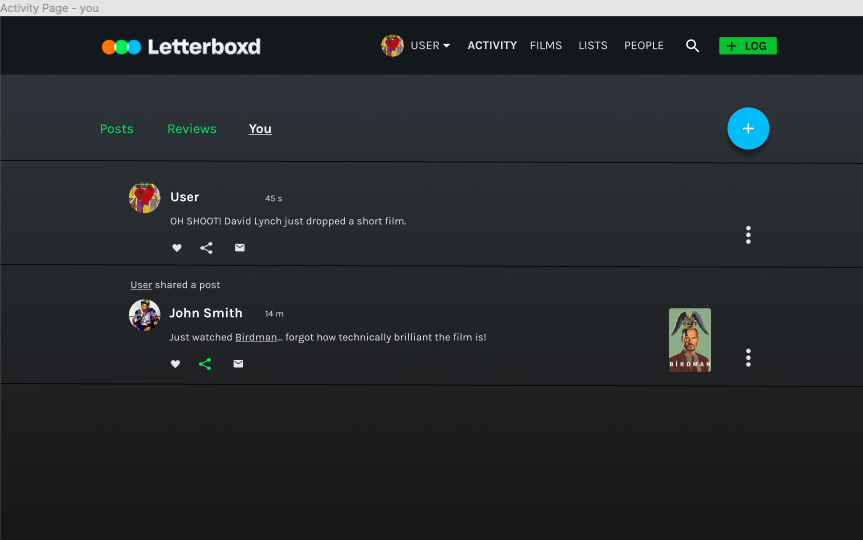 Activity Page - you
Letterboxd
USER
ACTIVITY
FILMS
LISTS
PEOPLE
+ LOG
Posts
Reviews
You
+
User
45 s
OH SHOOT! David Lynch just dropped a short film.
User shared a post
John Smith
14 m
Just watched Birdman... forgot how technically brilliant the film is!
BIRDMAN